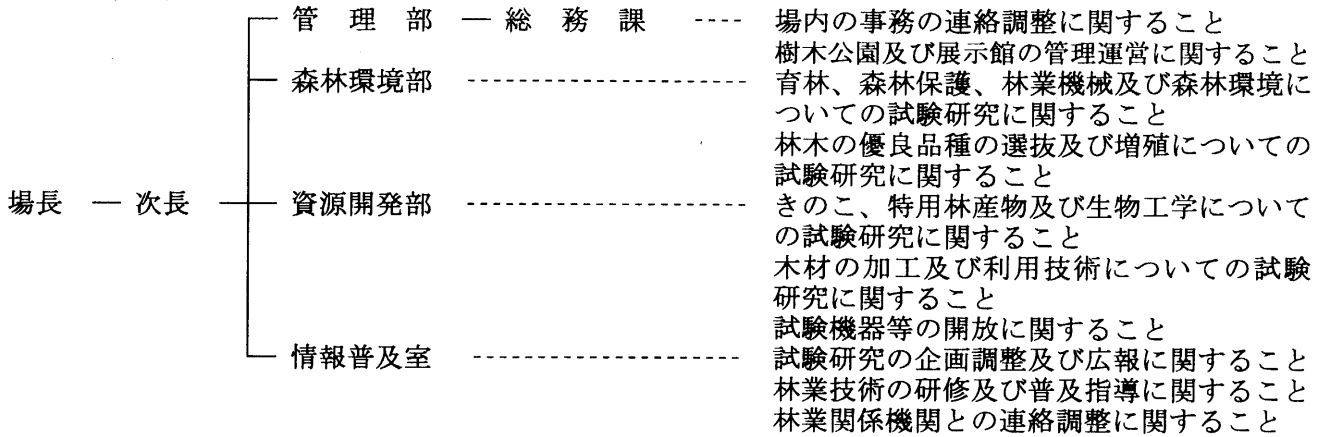 管理部 総務課 場内の事務の連絡調整に関すること
樹木公園及び展示館の管理運営に関すること
森林環境部 育林、森林保護、林業機械及び森林環境に
ついての試験研究に関すること
林木の優良品種の選抜及び増殖についての
試験研究に関すること
場長 次長 資源開発部 きのこ、特用林産物及び生物工学について
の試験研究に関すること
木材の加工及び利用技術についての試験
研究に関すること
試験機器等の開放に関すること
情報普及室 試験研究の企画調整及び広報に関すること
林業技術の研修及び普及指導に関すること
林業関係機関との連絡調整に関すること